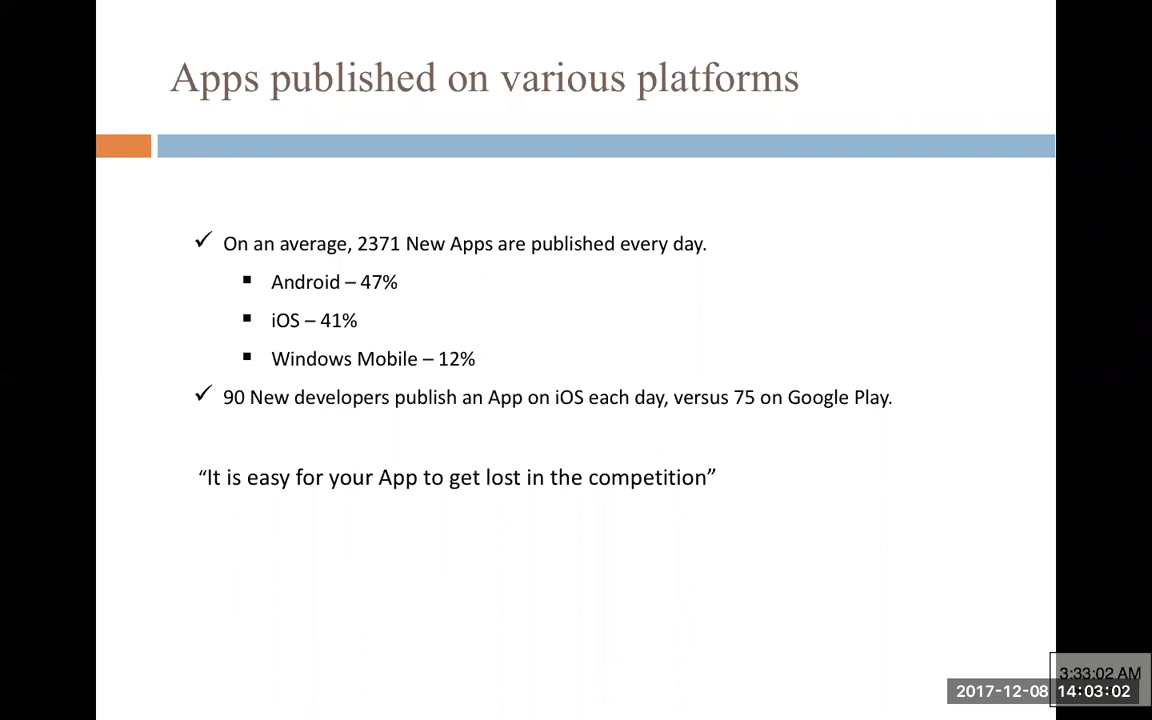 Apps published on various platforms
✓ On an average, 2371 New Apps are published every day.
▪ Android – 47%
▪ iOS – 41%
▪ Windows Mobile – 12%
✓ 90 New developers publish an App on iOS each day, versus 75 on Google Play.
“It is easy for your App to get lost in the competition”
3:33:02 AM
2017-12-08 14:03:02